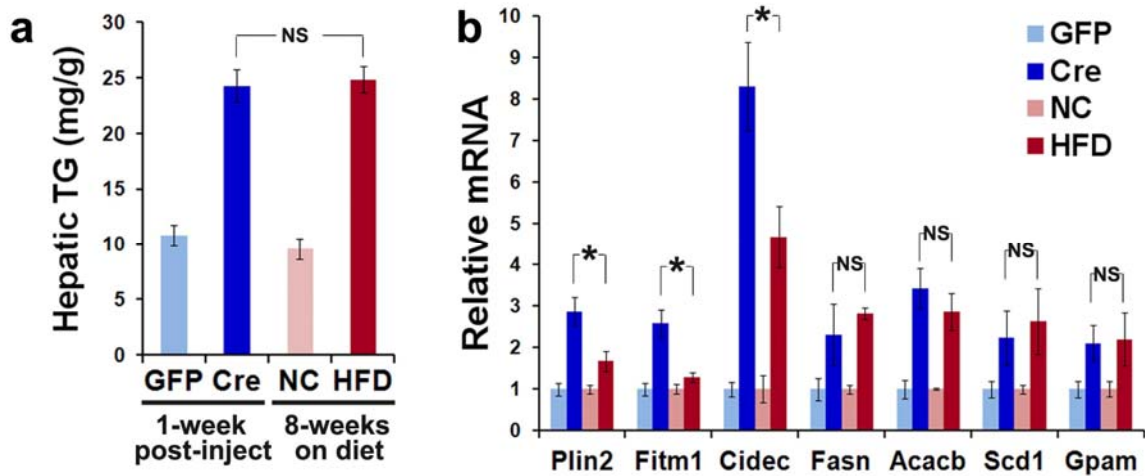 a
Hepatic TG (mg/g)
30
25
20
15
10
5
0
NS
GFP Cre NC HFD
1-week
post-inject
8-weeks
on diet
b
Relative mRNA
10
9
8
7
6
5
4
3
2
1
0
*
*
*
NS
NS
NS
NS
GFP
Cre
NC
HFD
Plin2 Fitm1 Cidec Fasn Acacb Scd1 Gpam